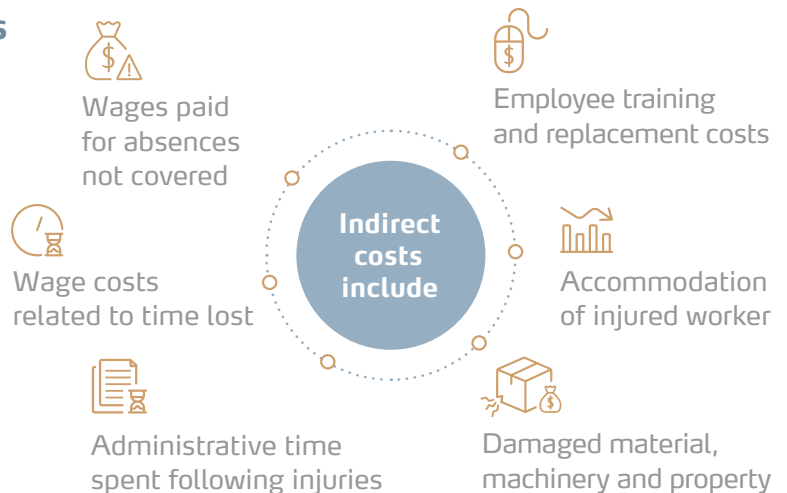 s
Wages paid
for absences
not covered
Employee training
and replacement costs
Indirect
costs
include
Wage costs
related to time lost
Accommodation
of injured worker
Administrative time
spent following injuries
Damaged material,
machinery and property